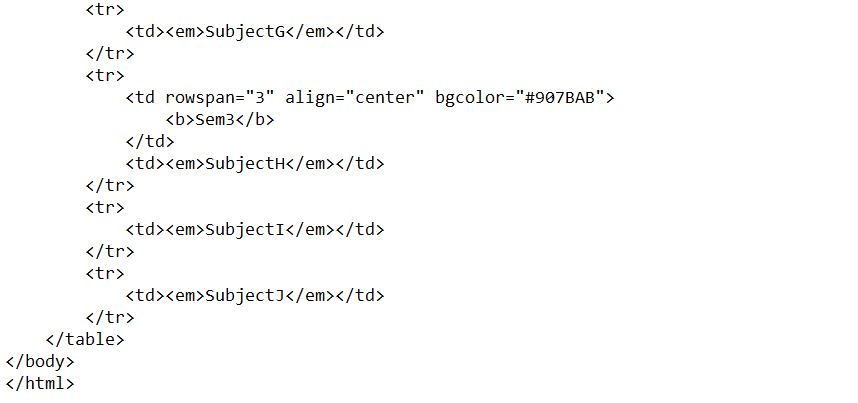 <tr>
<td><em>SubjectG</em></td>
</tr>
<tr>
<td rowspan="3" align="center" bgcolor="#907BAB">
<b>Sem3</b>
</td>
<td><em>SubjectH</em></td>
</tr>
<tr>
<td><em>SubjectI</em></td>
</tr>
<tr>
<td><em>SubjectJ</em></td>
</tr>
</table>
</body>
</html>